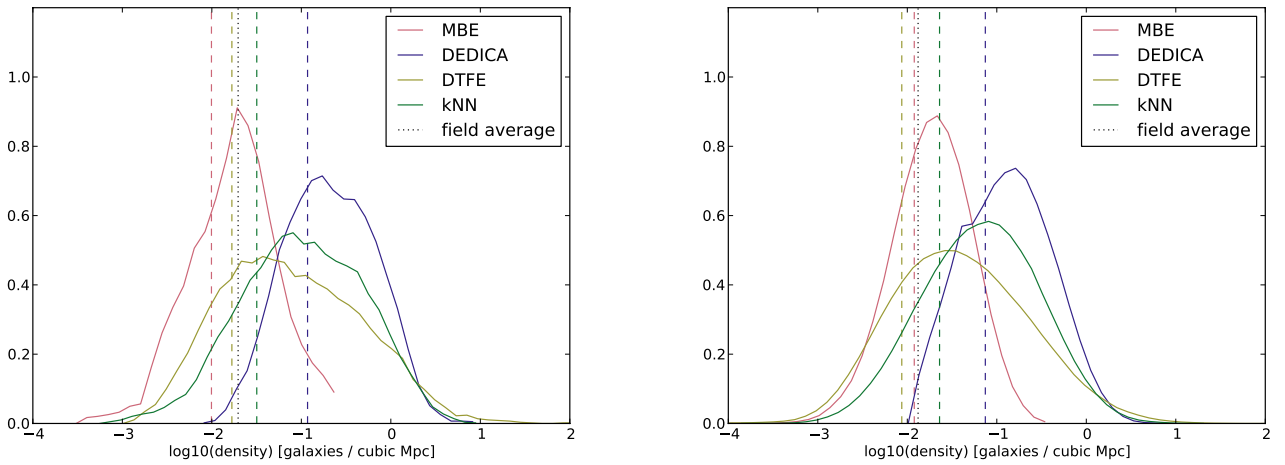 1.0
0.8
0.6
0.4
0.2
0.0
−4 −3 −2 −1 0 1 2
log10(density) [galaxies / cubic Mpc]
MBE
DEDICA
DTFE
kNN
field average
1.0
0.8
0.6
0.4
0.2
0.0
−4 −3 −2 −1 0 1 2
log10(density) [galaxies / cubic Mpc]
MBE
DEDICA
DTFE
kNN
field average